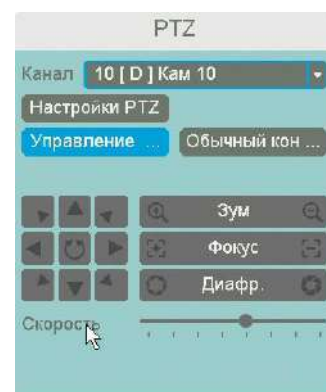 PTZ
Канал 10 [ D ] Кам 10
Настройки PTZ
Управление ... Обычный кон ...
Зум
Фокус
Диафр.
Скорость